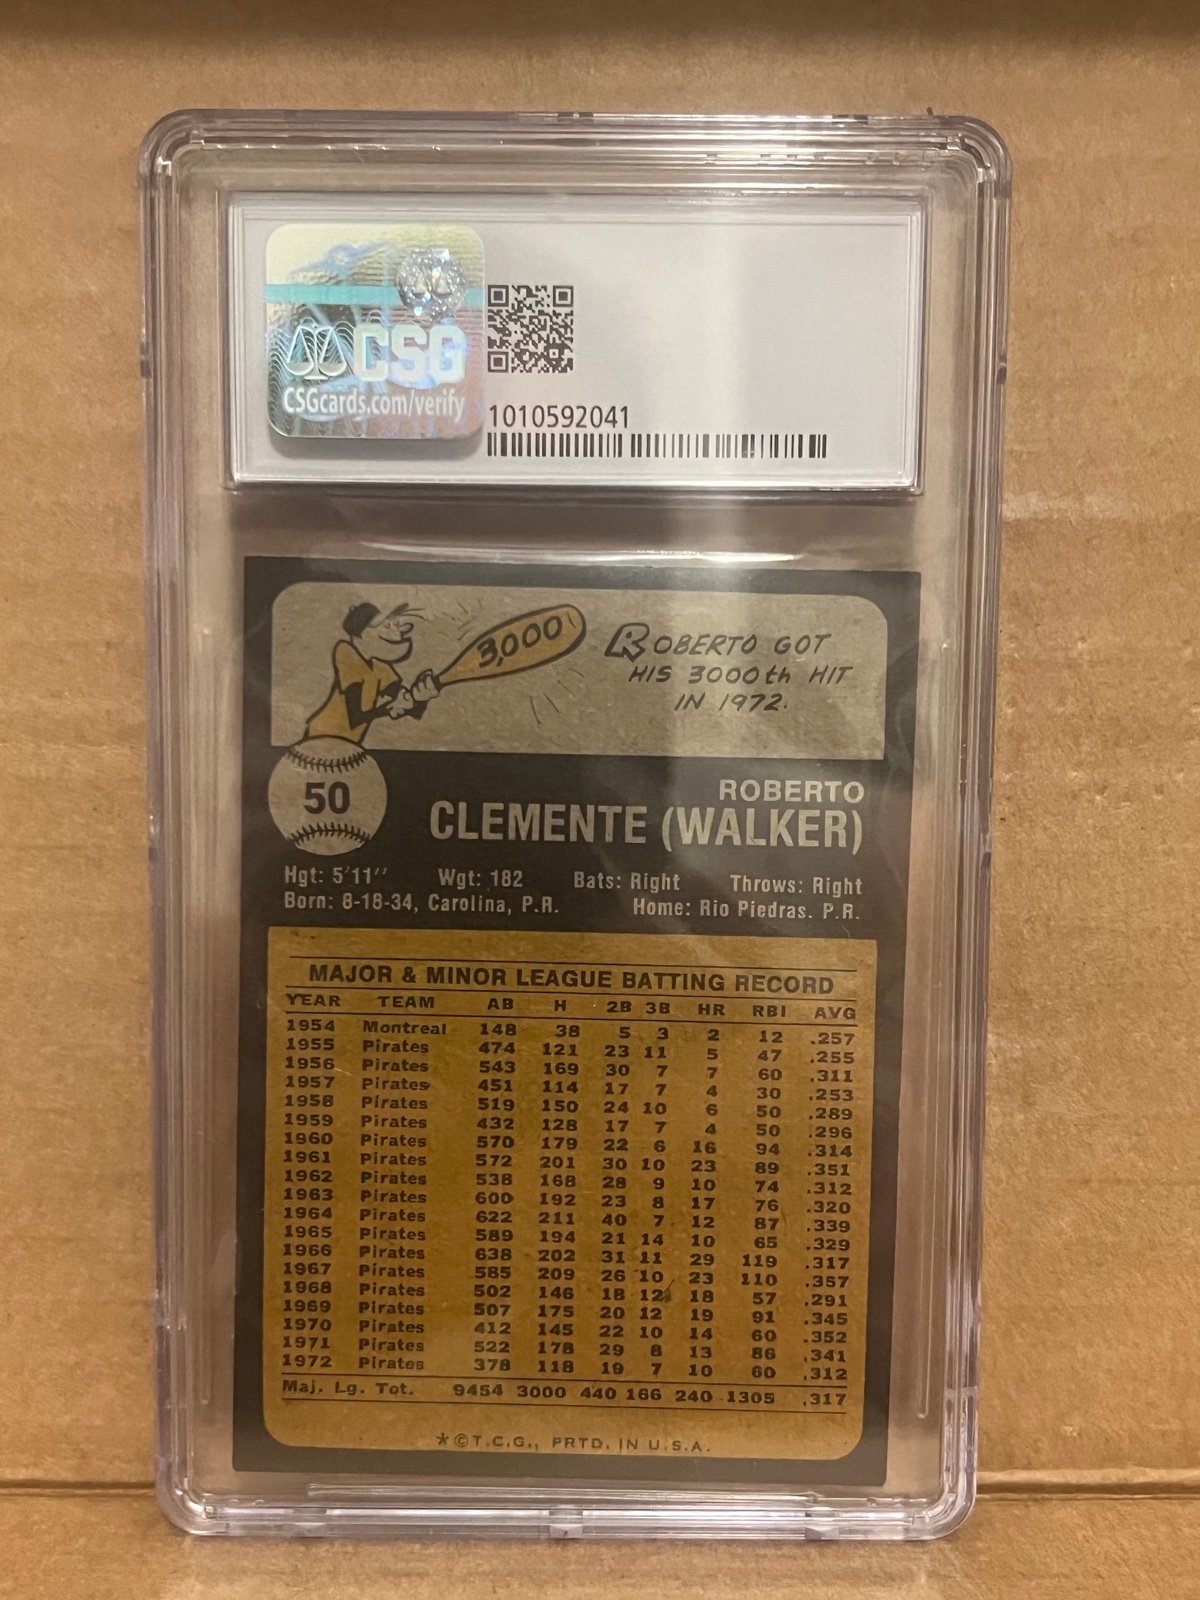 CSG
CSGcards.com/verify
1010592041
3,000
ROBERTO GOT
HIS 3000th HIT
IN 1972.
50
ROBERTO
CLEMENTE (WALKER)
Hgt: 5'11'' Wgt: 182 Bats: Right Throws: Right
Born: 8-18-34, Carolina, P.R. Home: Rio Piedras, P.R.
MAJOR & MINOR LEAGUE BATTING RECORD
YEAR TEAM AB H 2B 3B HR RBI AVG
1954 Montreal 148 38 5 3 2 12 .257
1955 Pirates 474 121 23 11 5 47 .255
1956 Pirates 543 169 30 7 7 60 .311
1957 Pirates 451 114 17 7 4 30 .253
1958 Pirates 519 150 24 10 6 50 .289
1959 Pirates 432 128 17 7 4 50 .296
1960 Pirates 570 179 22 6 16 94 .314
1961 Pirates 572 201 30 10 23 89 .351
1962 Pirates 538 168 28 9 10 74 .312
1963 Pirates 600 192 23 8 17 76 .320
1964 Pirates 622 211 40 7 12 87 .339
1965 Pirates 589 194 21 14 10 65 .329
1966 Pirates 638 202 31 11 29 119 .317
1967 Pirates 585 209 26 10 23 110 .357
1968 Pirates 502 146 18 12 18 57 .291
1969 Pirates 507 175 20 12 19 91 .345
1970 Pirates 412 145 22 10 14 60 .352
1971 Pirates 522 178 29 8 13 86 .341
1972 Pirates 378 118 19 7 10 60 .312
Maj. Lg. Tot. 9454 3000 440 166 240 1305 .317
*©T.C.G., PRTD. IN U.S.A.